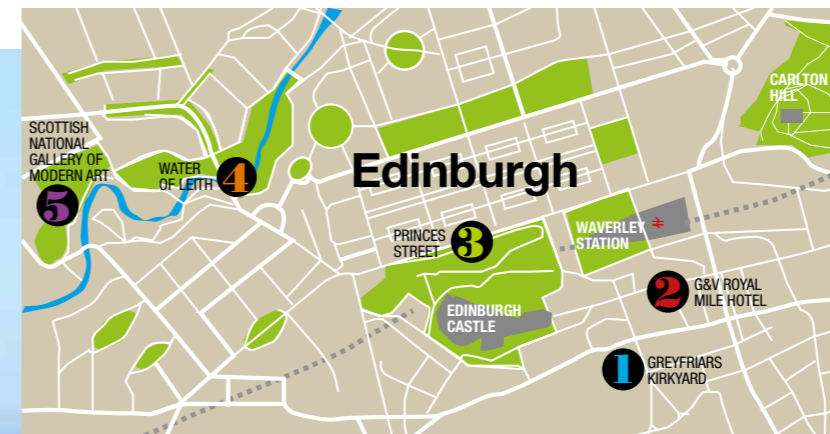 Edinburgh
CARLTON
HILL
SCOTTISH
NATIONAL
GALLERY OF
MODERN ART
5
WATER
OF LEITH
4
PRINCES
STREET
3
WAVERLEY
STATION
2
G&V ROYAL
MILE HOTEL
EDINBURGH
CASTLE
1
GREYFRIARS
KIRKYARD